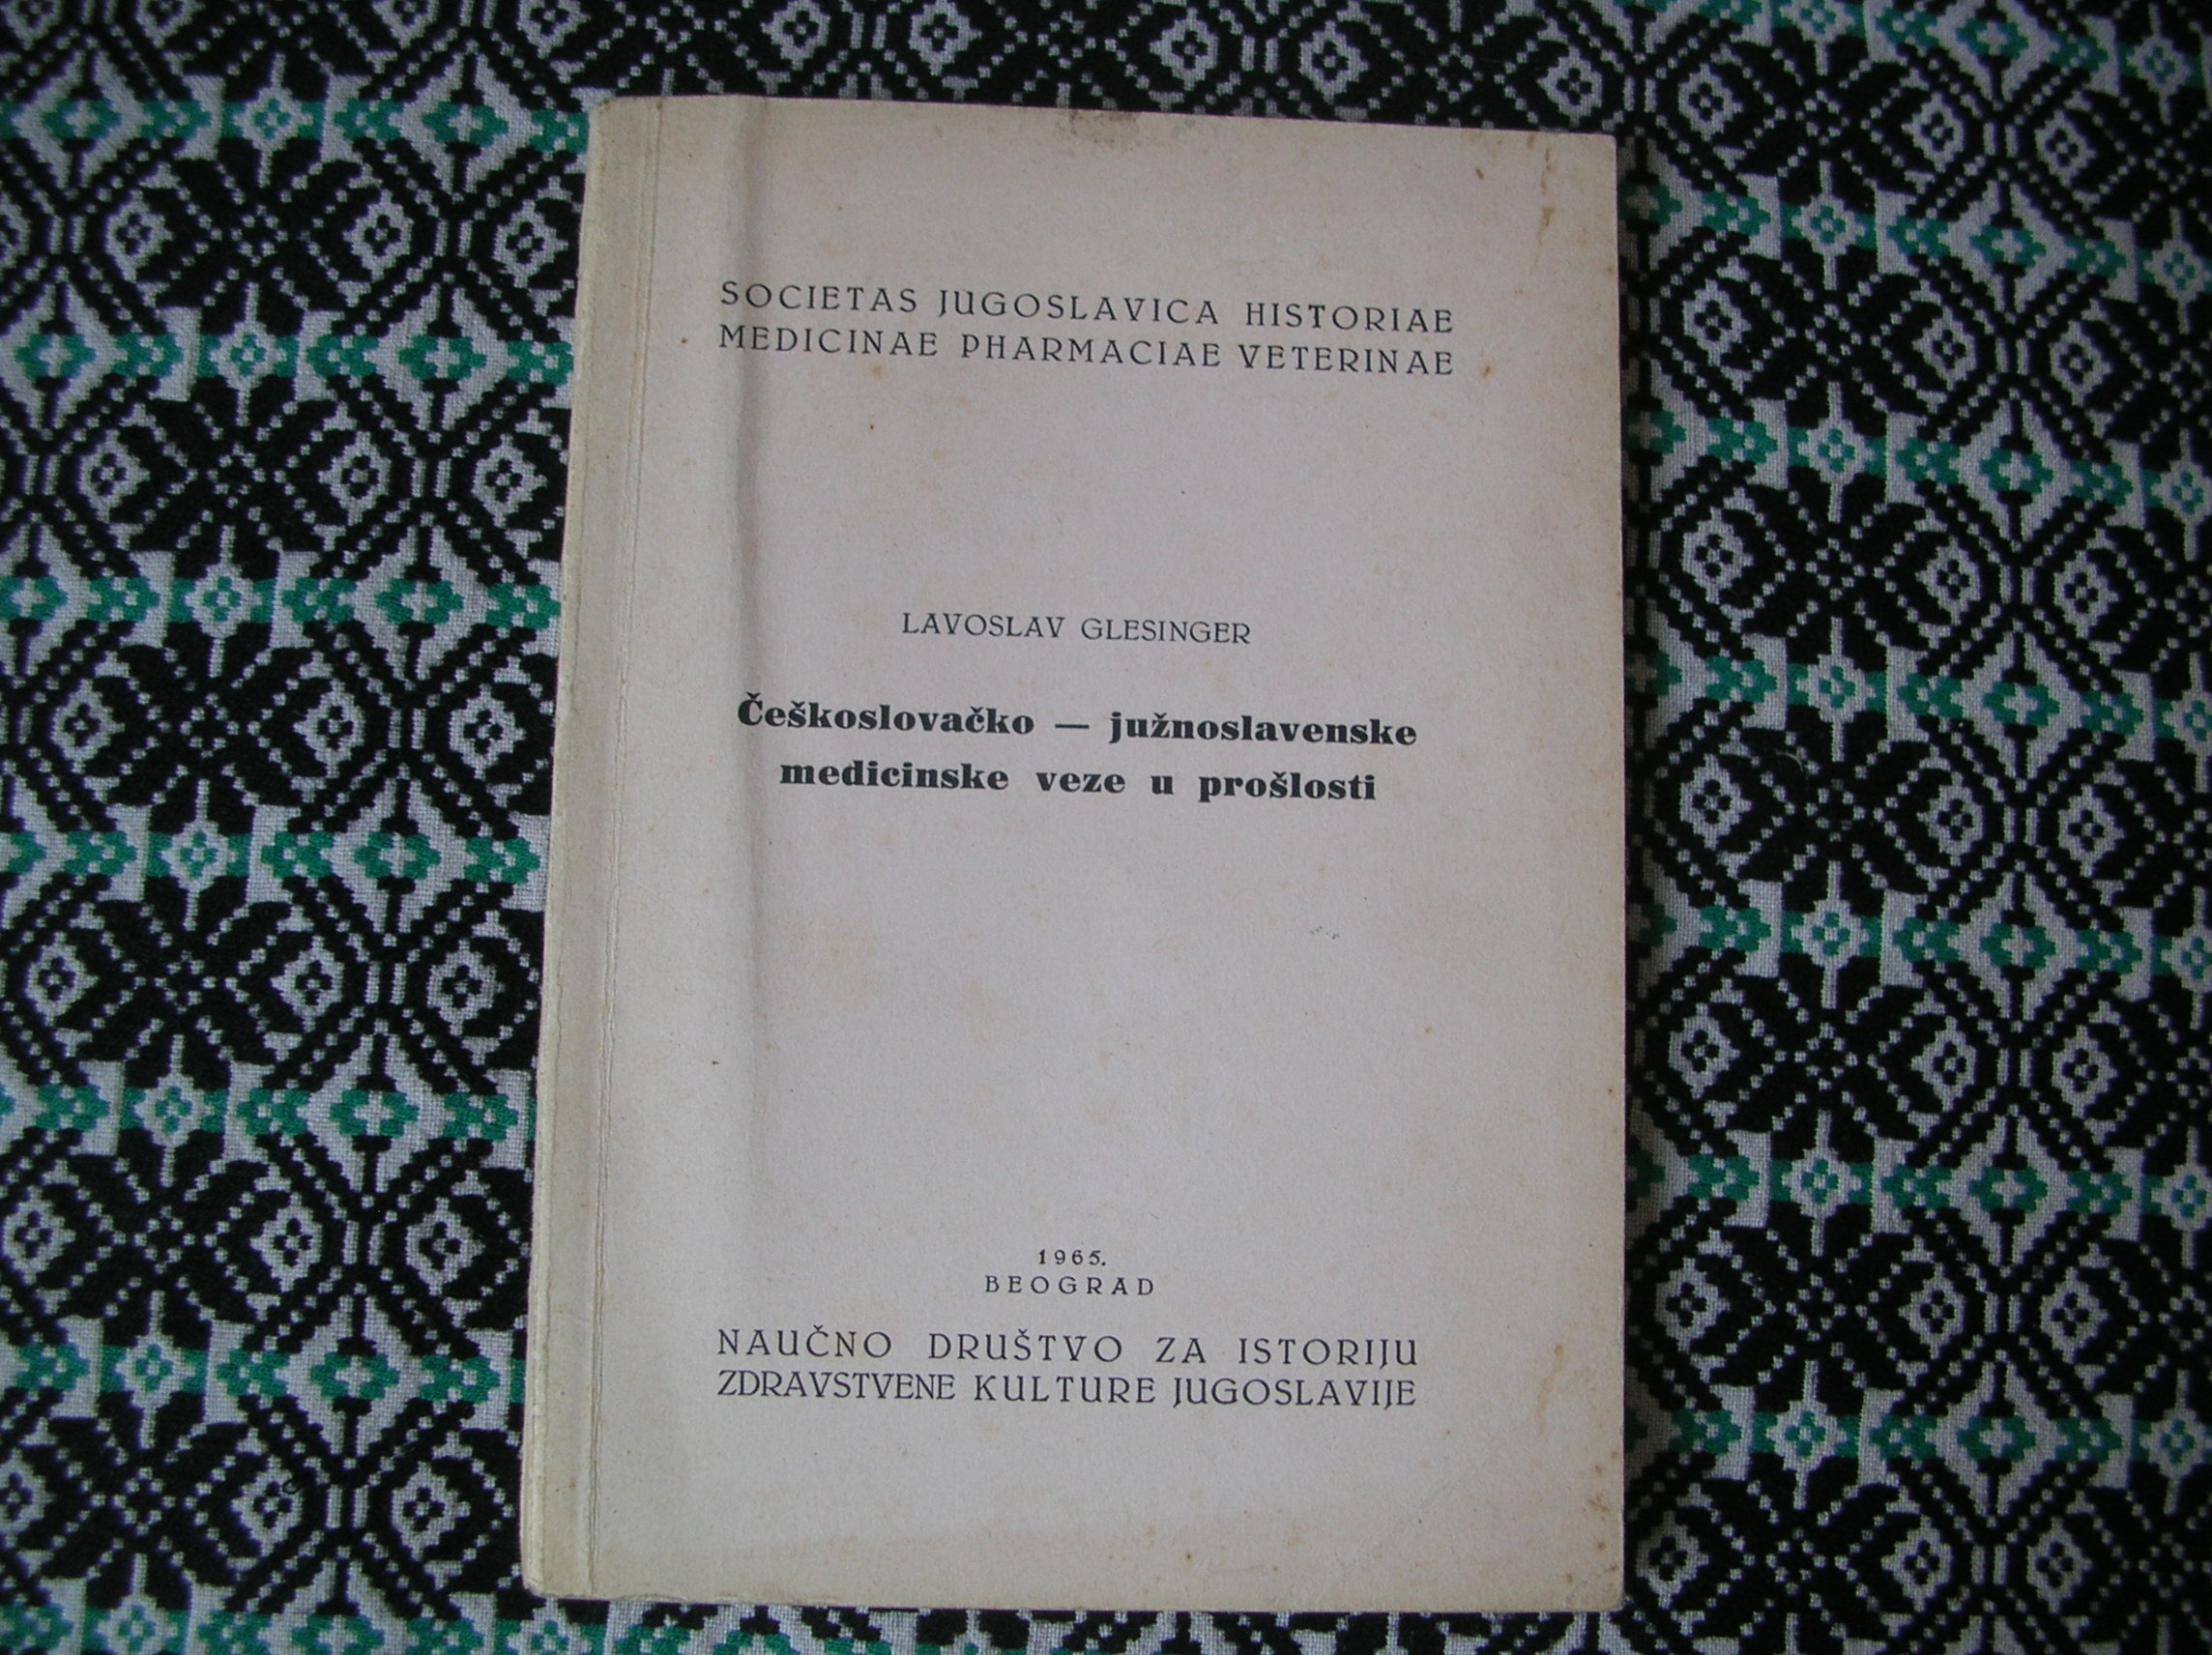 SOCIETAS JUGOSLAVICA HISTORIAE
MEDICINAE PHARMACIAE VETERINAE
LAVOSLAV GLESINGER
Češkoslovačko — južnoslavenske
medicinske veze u prošlosti
1965.
BEOGRAD
NAUČNO DRUŠTVO ZA ISTORIJU
ZDRAVSTVENE KULTURE JUGOSLAVIJE